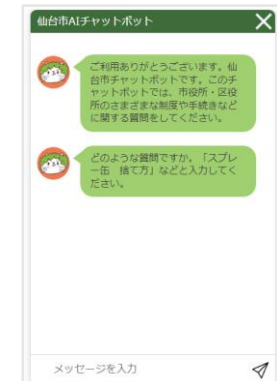 仙台市AIチャットボット
ご利用ありがとうございます。仙
台市チャットボットです。このチ
ャットボットでは、市役所・区役
所のさまざまな制度や手続きなど
に関する質問をしてください。
どのような質問ですか。「スプレ
ー缶　捨て方」などと入力してく
ださい。
メッセージを入力